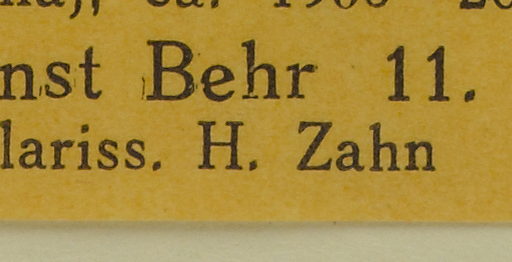 nst Behr 11.
lariss. H. Zahn